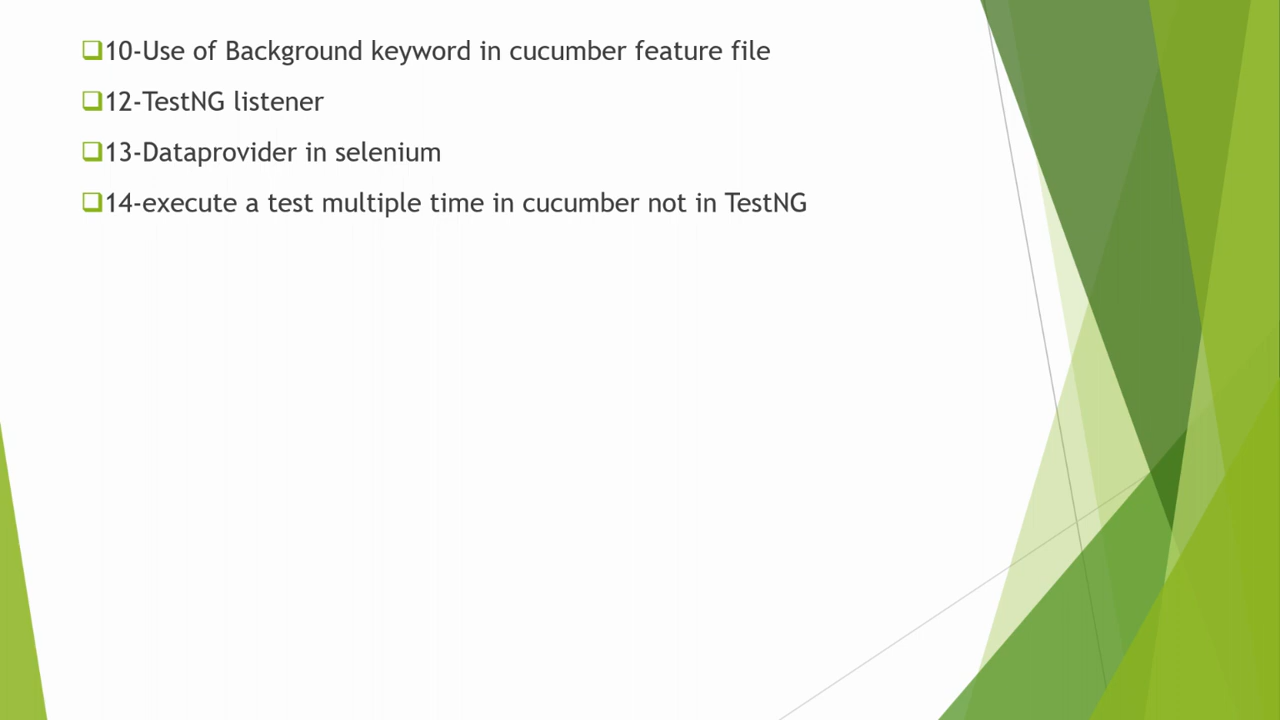 10-Use of Background keyword in cucumber feature file
12-TestNG listener
13-Dataprovider in selenium
14-execute a test multiple time in cucumber not in TestNG